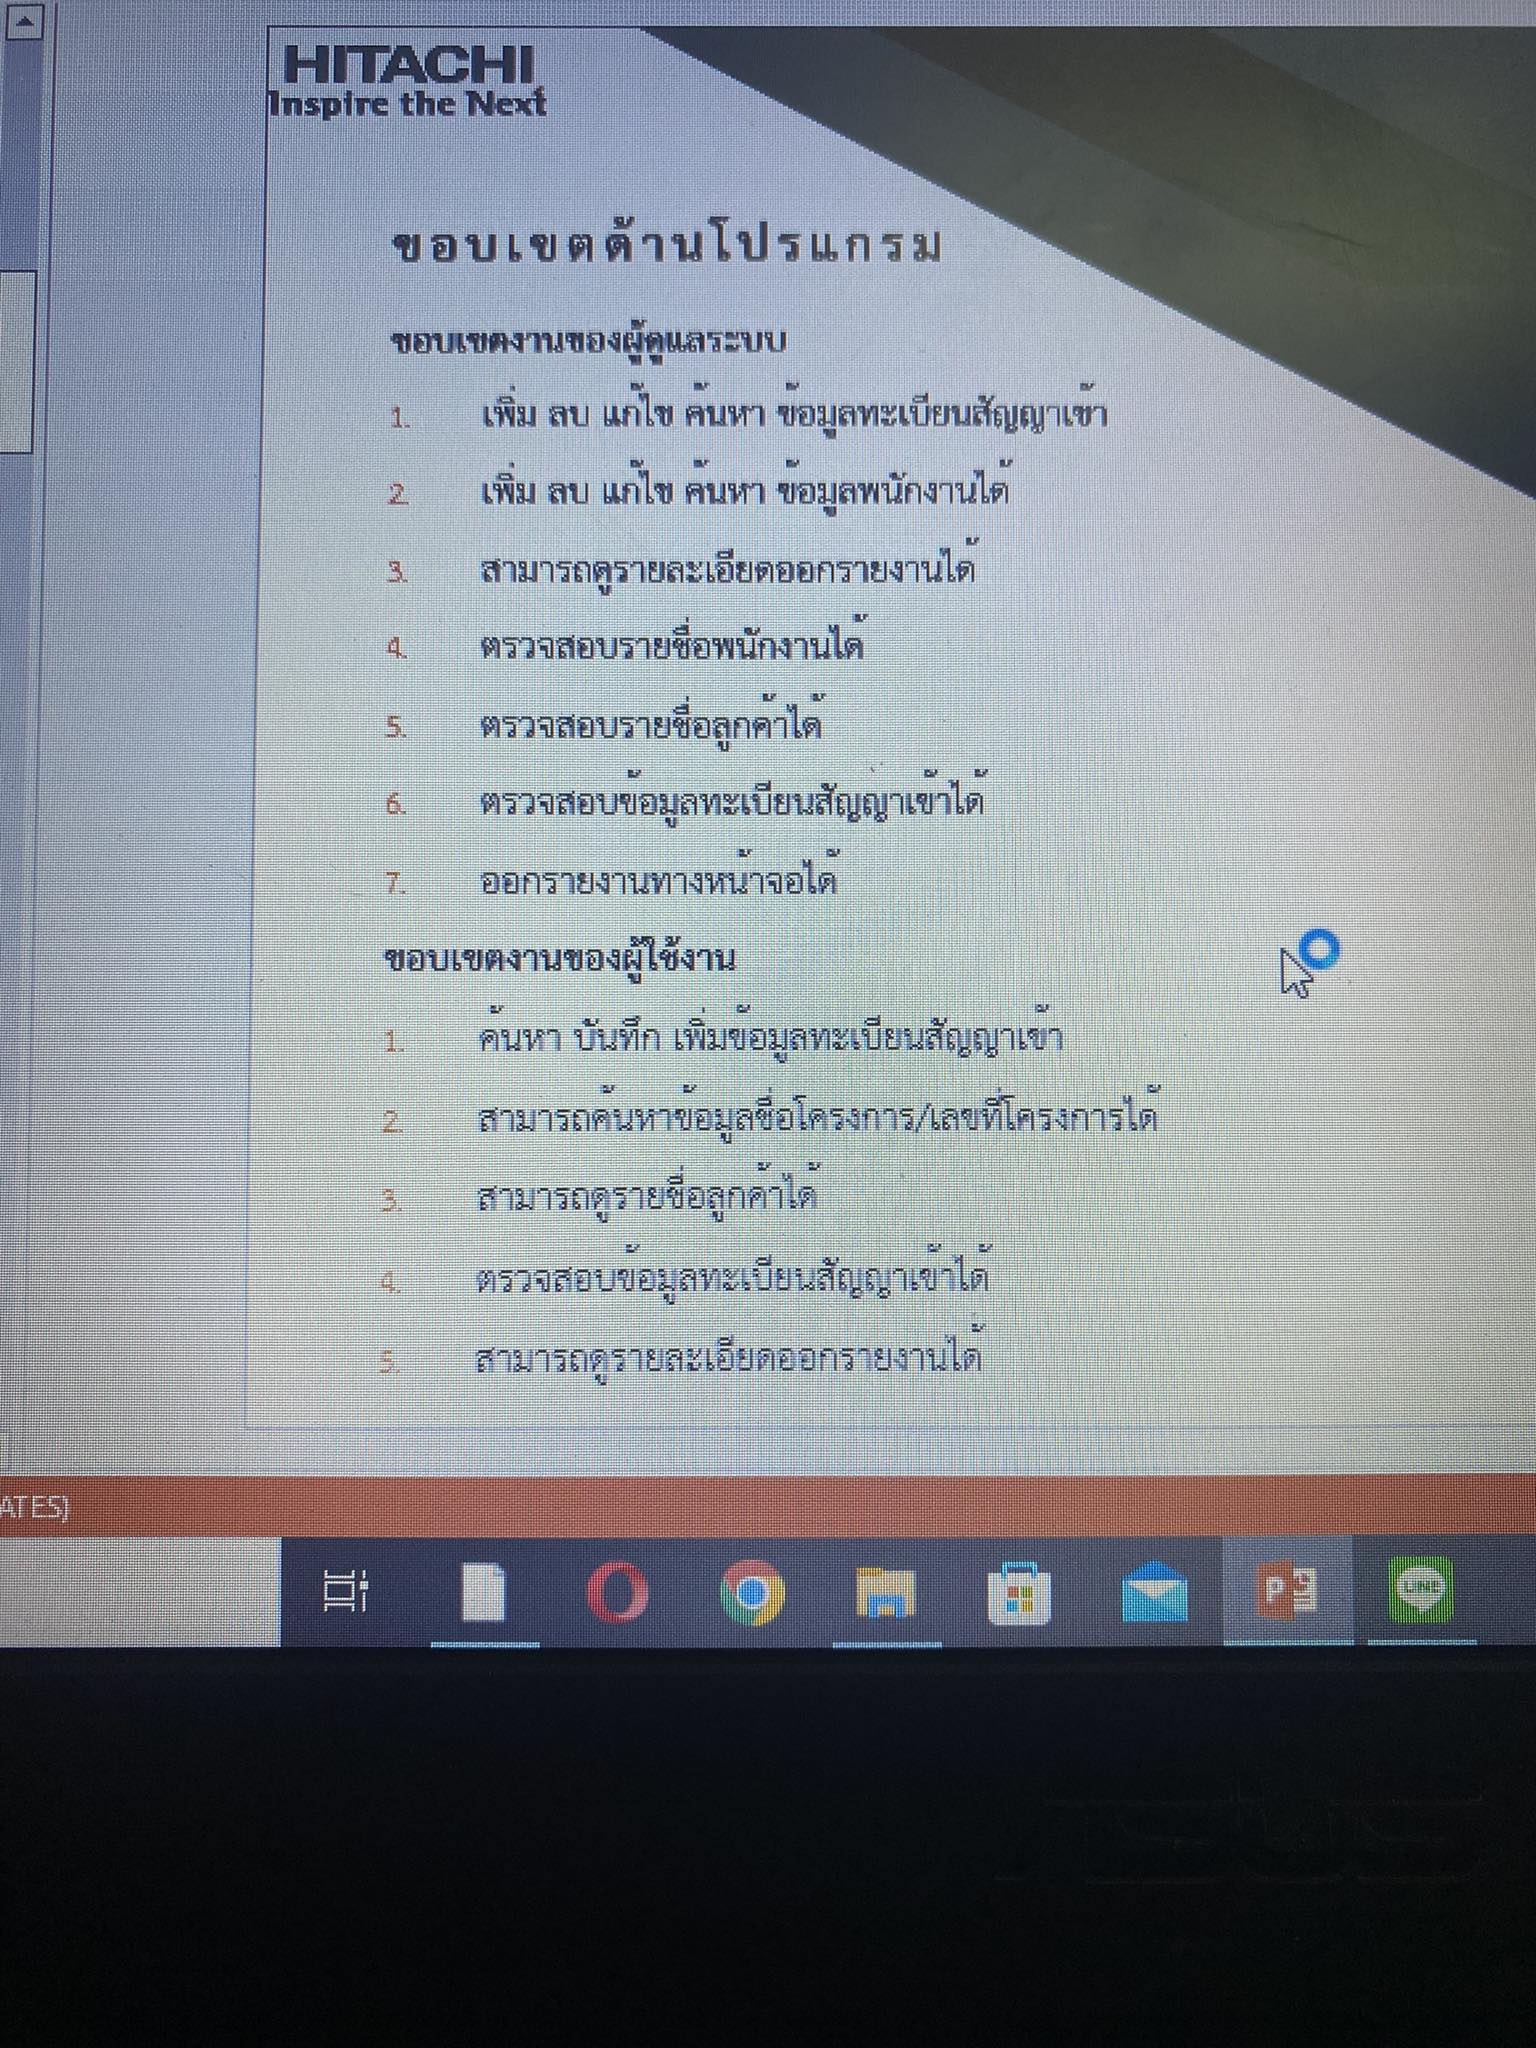 HITACHI
Inspire the Next
ขอบเขตด้านโปรแกรม
ขอบเขตงานของผู้ดูแลระบบ
1. เพิ่ม ลบ แก้ไข ค้นหา ข้อมูลทะเบียนสัญญาเข้า
2. เพิ่ม ลบ แก้ไข ค้นหา ข้อมูลพนักงานได้
3. สามารถดูรายละเอียดออกรายงานได้
4. ตรวจสอบรายชื่อพนักงานได้
5. ตรวจสอบรายชื่อลูกค้าได้
6. ตรวจสอบข้อมูลทะเบียนสัญญาเข้าได้
7. ออกรายงานทางหน้าจอได้
ขอบเขตงานของผู้ใช้งาน
1. ค้นหา บันทึก เพิ่มข้อมูลทะเบียนสัญญาเข้า
2. สามารถค้นหาข้อมูลชื่อโครงการ/เลขที่โครงการได้
3. สามารถดูรายชื่อลูกค้าได้
4. ตรวจสอบข้อมูลทะเบียนสัญญาเข้าได้
5. สามารถดูรายละเอียดออกรายงานได้
ATES)
P
LINE